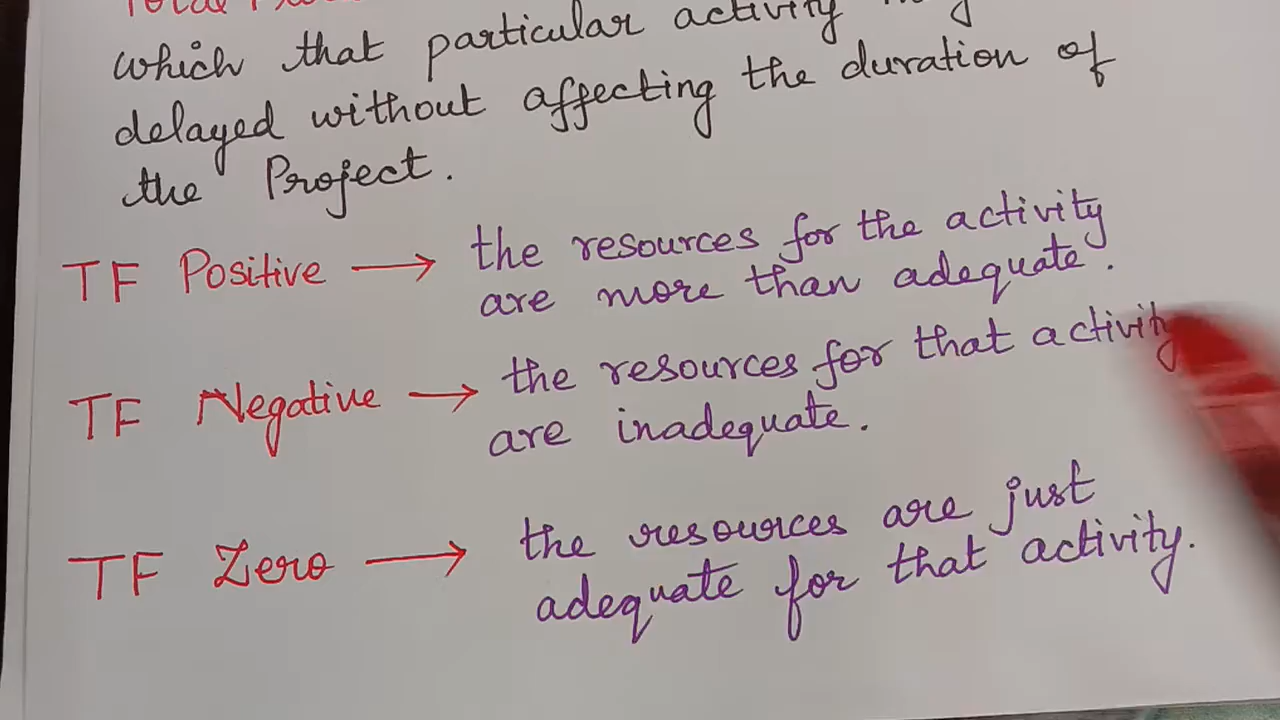 Total
which that particular activity
delayed without affecting the duration of
the Project.
TF Positive → the resources for the activity
are more than adequate.
TF Negative → the resources for that activity
are inadequate.
TF Zero → the resources are just
adequate for that activity.